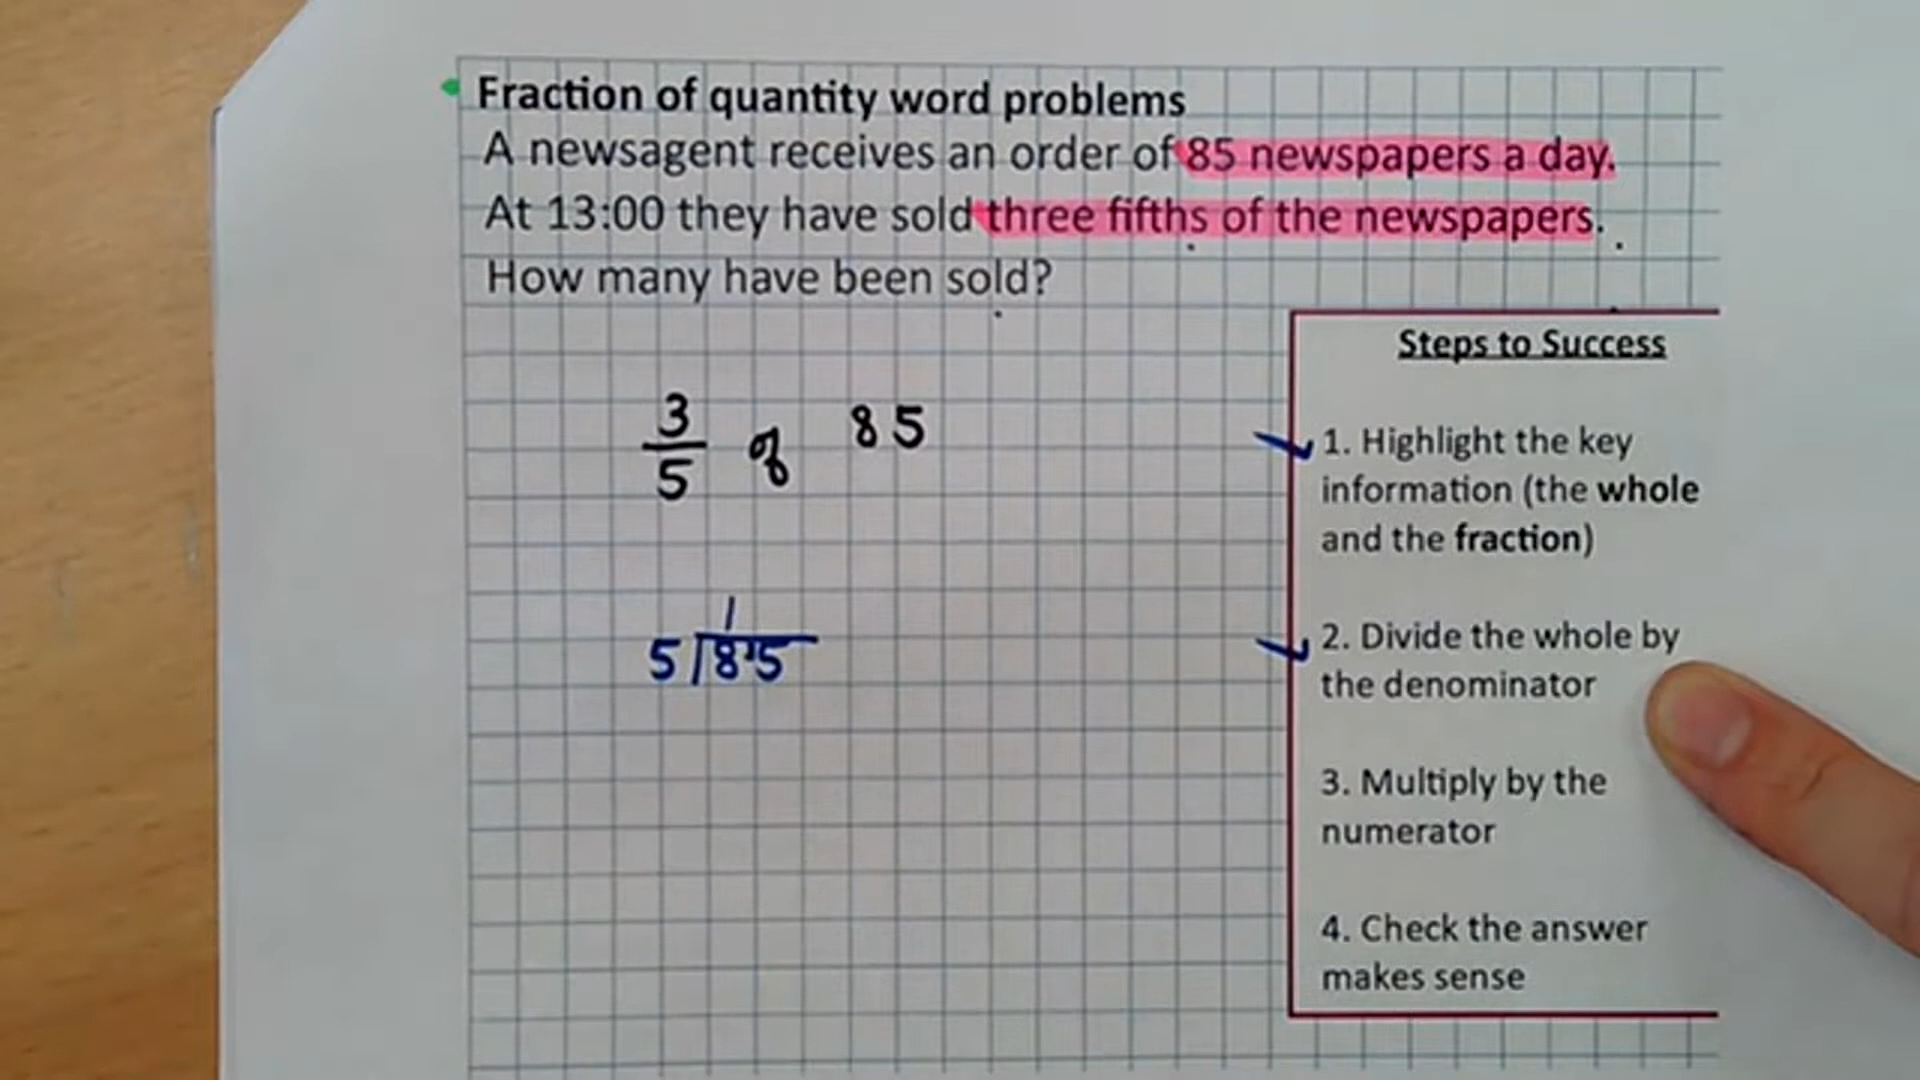 Fraction of quantity word problems
A newsagent receives an order of 85 newspapers a day.
At 13:00 they have sold three fifths of the newspapers.
How many have been sold?
3
5
of 85
1
5 8 1 5
Steps to Success
1. Highlight the key
information (the whole
and the fraction)
2. Divide the whole by
the denominator
3. Multiply by the
numerator
4. Check the answer
makes sense